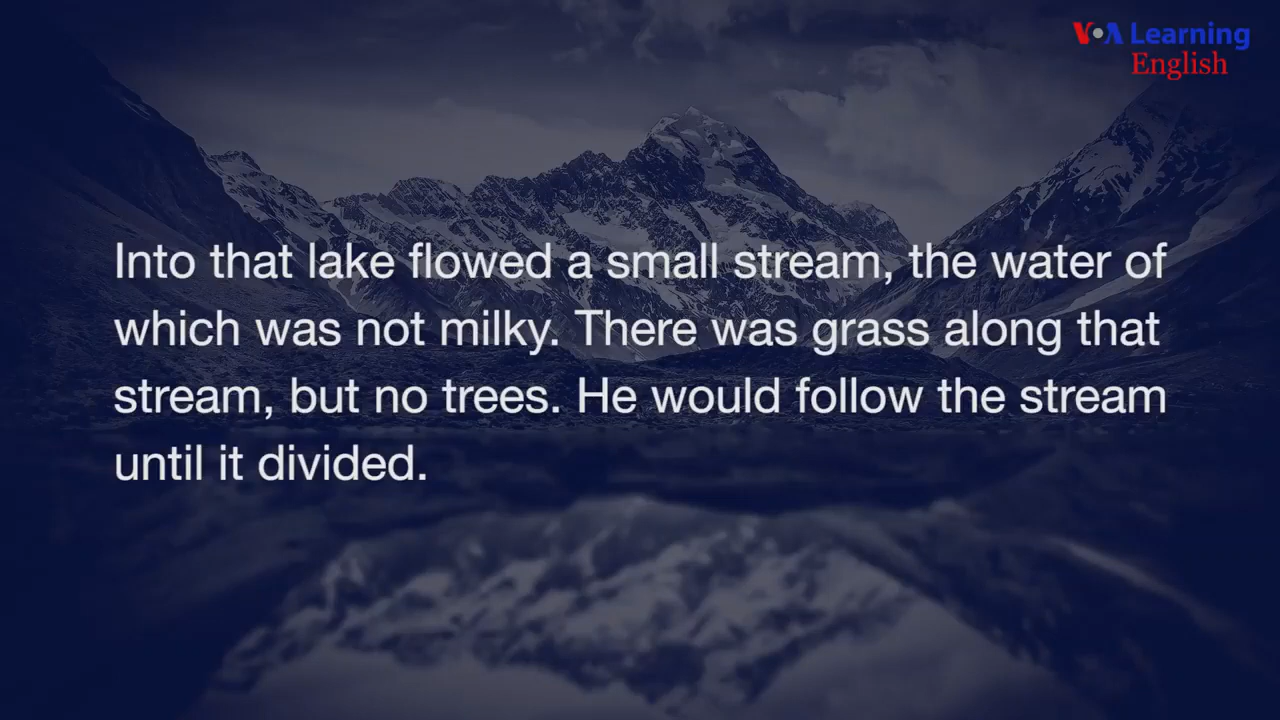 VOA Learning
English
Into that lake flowed a small stream, the water of
which was not milky. There was grass along that
stream, but no trees. He would follow the stream
until it divided.